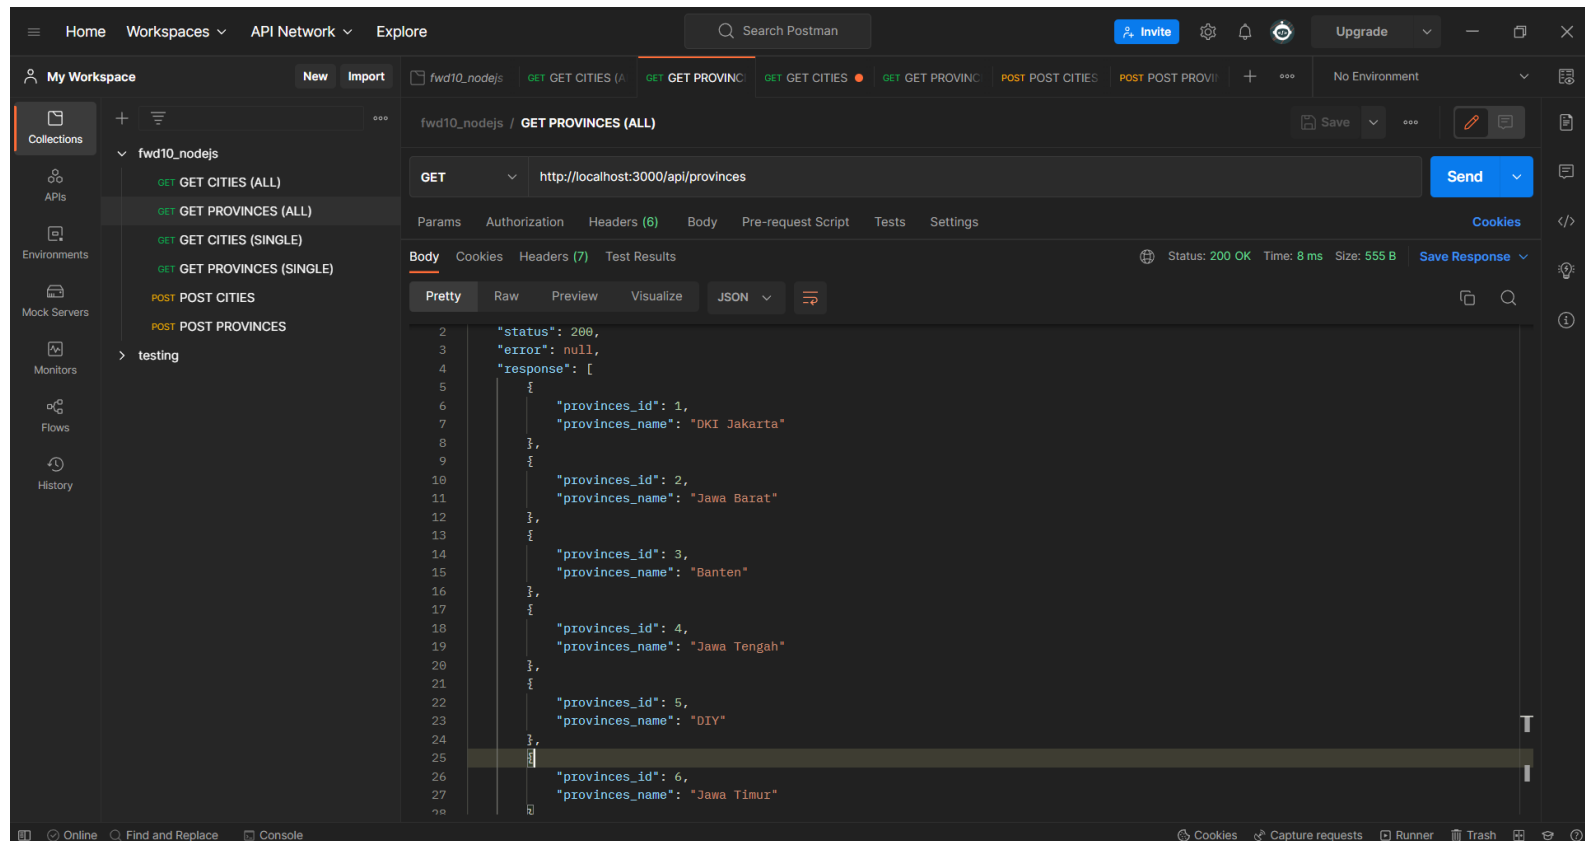 Home Workspaces API Network Explore Search Postman Invite Upgrade
My Workspace New Import fwd10_nodejs GET GET CITIES (A GET GET PROVINC GET GET CITIES GET GET PROVINC POST POST CITIES POST POST PROVI No Environment
Collections
APIs
Environments
Mock Servers
Monitors
Flows
History
fwd10_nodejs
GET GET CITIES (ALL)
GET GET PROVINCES (ALL)
GET GET CITIES (SINGLE)
GET GET PROVINCES (SINGLE)
POST POST CITIES
POST POST PROVINCES
testing
fwd10_nodejs / GET PROVINCES (ALL) Save
GET http://localhost:3000/api/provinces Send
Params Authorization Headers (6) Body Pre-request Script Tests Settings Cookies
Body Cookies Headers (7) Test Results Status: 200 OK Time: 8 ms Size: 555 B Save Response
Pretty Raw Preview Visualize JSON
2 "status": 200,
3 "error": null,
4 "response": [
5 {
6 "provinces_id": 1,
7 "provinces_name": "DKI Jakarta"
8 },
9 {
10 "provinces_id": 2,
11 "provinces_name": "Jawa Barat"
12 },
13 {
14 "provinces_id": 3,
15 "provinces_name": "Banten"
16 },
17 {
18 "provinces_id": 4,
19 "provinces_name": "Jawa Tengah"
20 },
21 {
22 "provinces_id": 5,
23 "provinces_name": "DIY"
24 },
25 {
26 "provinces_id": 6,
27 "provinces_name": "Jawa Timur"
28 }
Online Find and Replace Console Cookies Capture requests Runner Trash